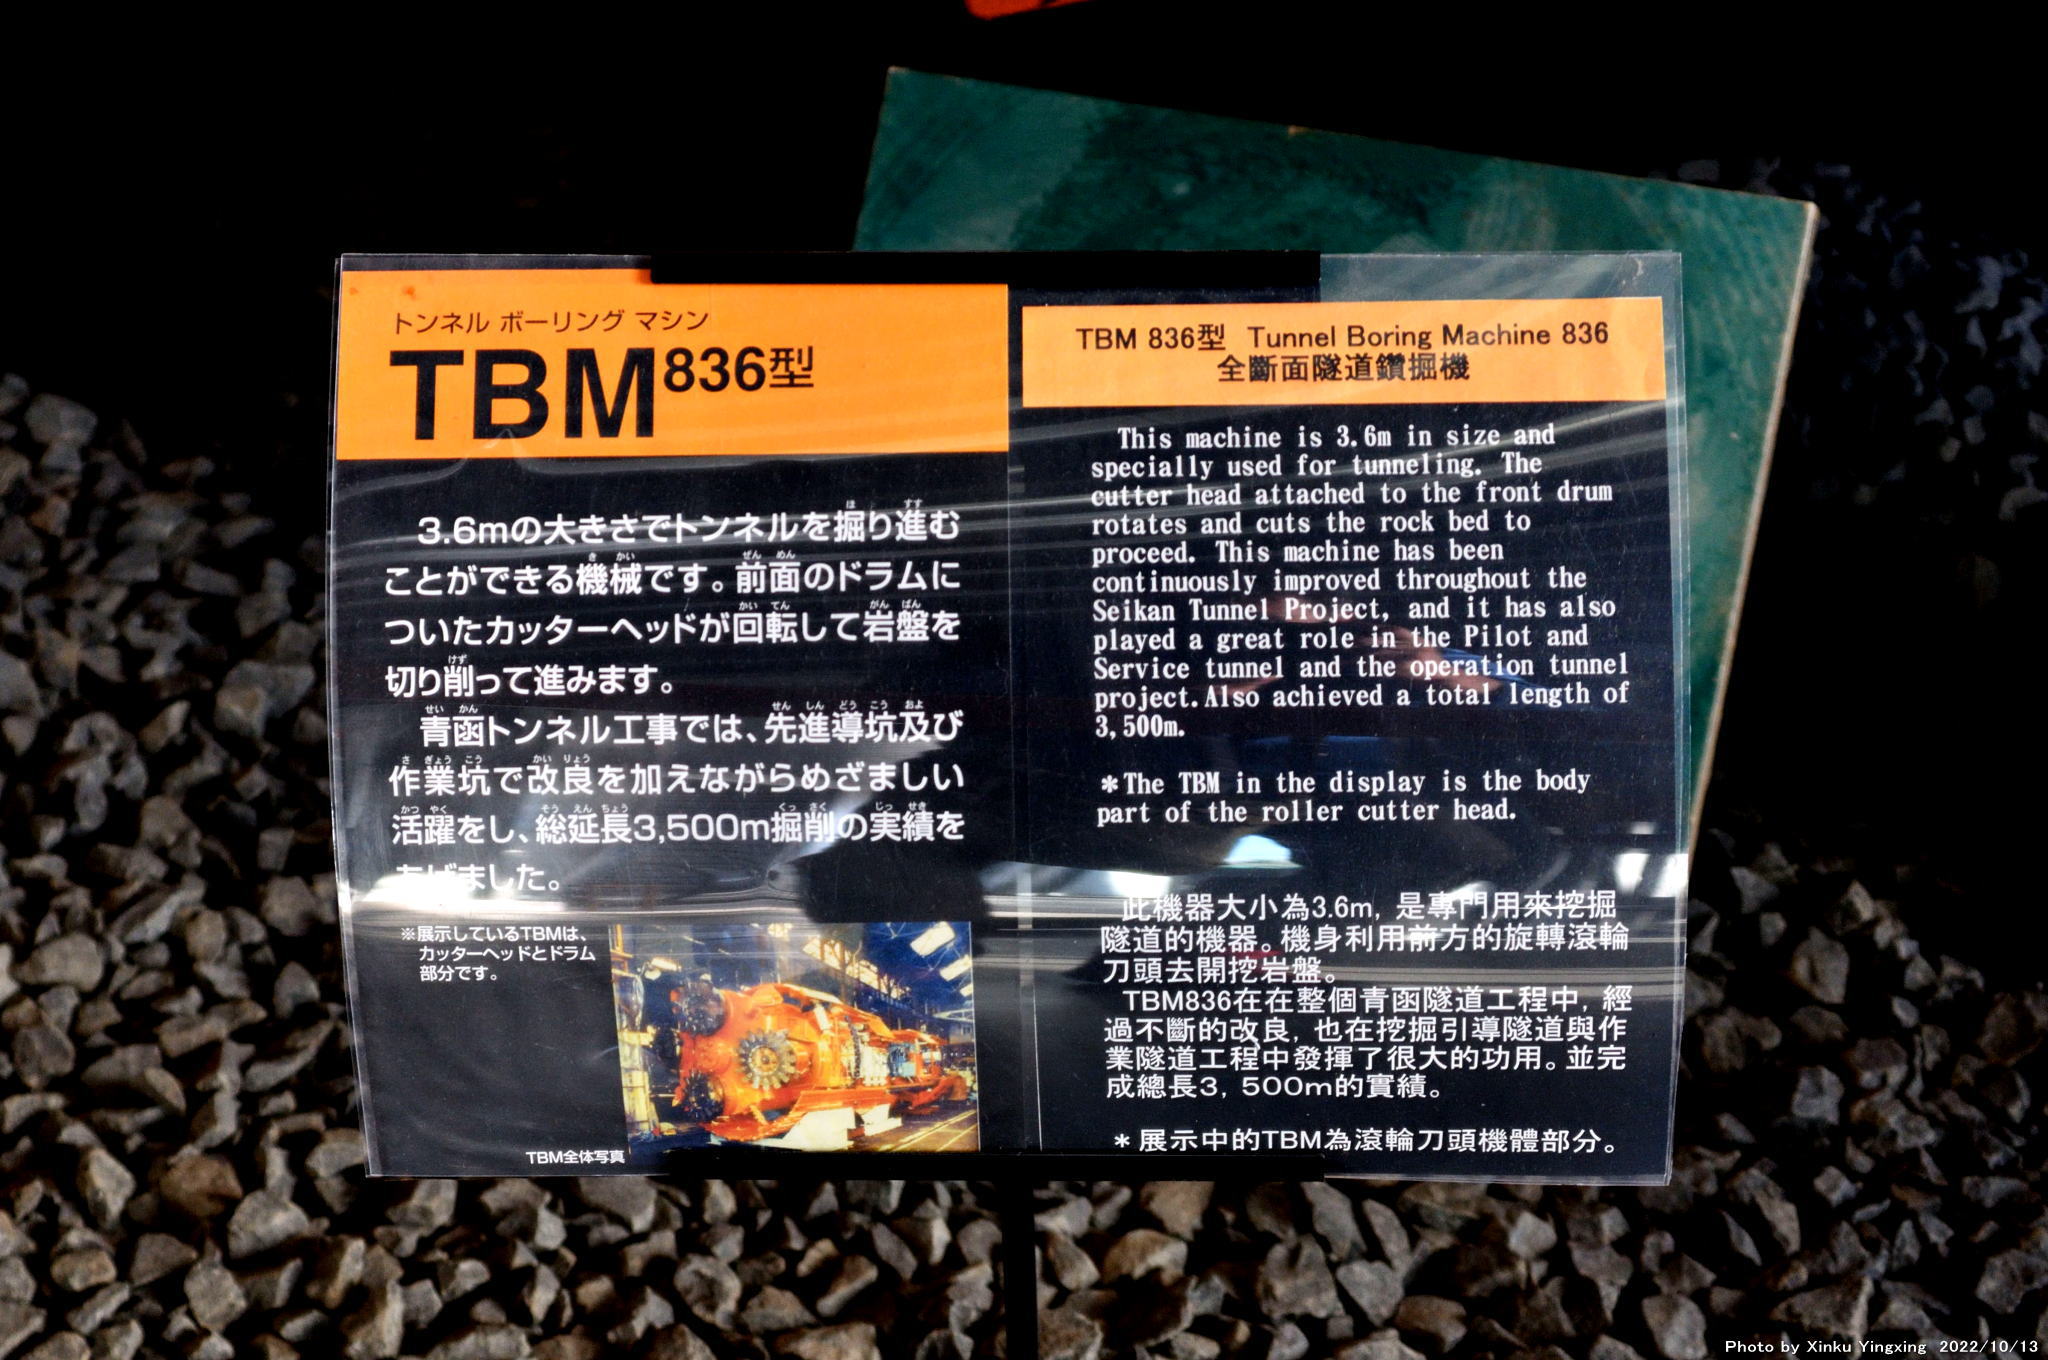 トンネル ボーリング マシン
TBM836型
3.6mの大きさでトンネルを掘り進む
ことができる機械です。前面のドラムに
ついたカッターヘッドが回転して岩盤を
切り削って進みます。
青函トンネル工事では、先進導坑及び
作業坑で改良を加えながらめざましい
活躍をし、総延長3,500m掘削の実績を
あげました。
※展示しているTBMは、
カッターヘッドとドラム
部分です。
TBM全体写真
TBM 836型 Tunnel Boring Machine 836
全斷面隧道鑽掘機
This machine is 3.6m in size and
specially used for tunneling. The
cutter head attached to the front drum
rotates and cuts the rock bed to
proceed. This machine has been
continuously improved throughout the
Seikan Tunnel Project, and it has also
played a great role in the Pilot and
Service tunnel and the operation tunnel
project.Also achieved a total length of
3,500m.
*The TBM in the display is the body
part of the roller cutter head.
此機器大小為3.6m, 是專門用來挖掘
隧道的機器。機身利用前方的旋轉滾輪
刀頭去開挖岩盤。
TBM836在在整個青函隧道工程中, 經
過不斷的改良, 也在挖掘引導隧道與作
業隧道工程中發揮了很大的功用。並完
成總長3, 500m的實績。
*展示中的TBM為滾輪刀頭機體部分。
Photo by Xinku Yingxing 2022/10/13